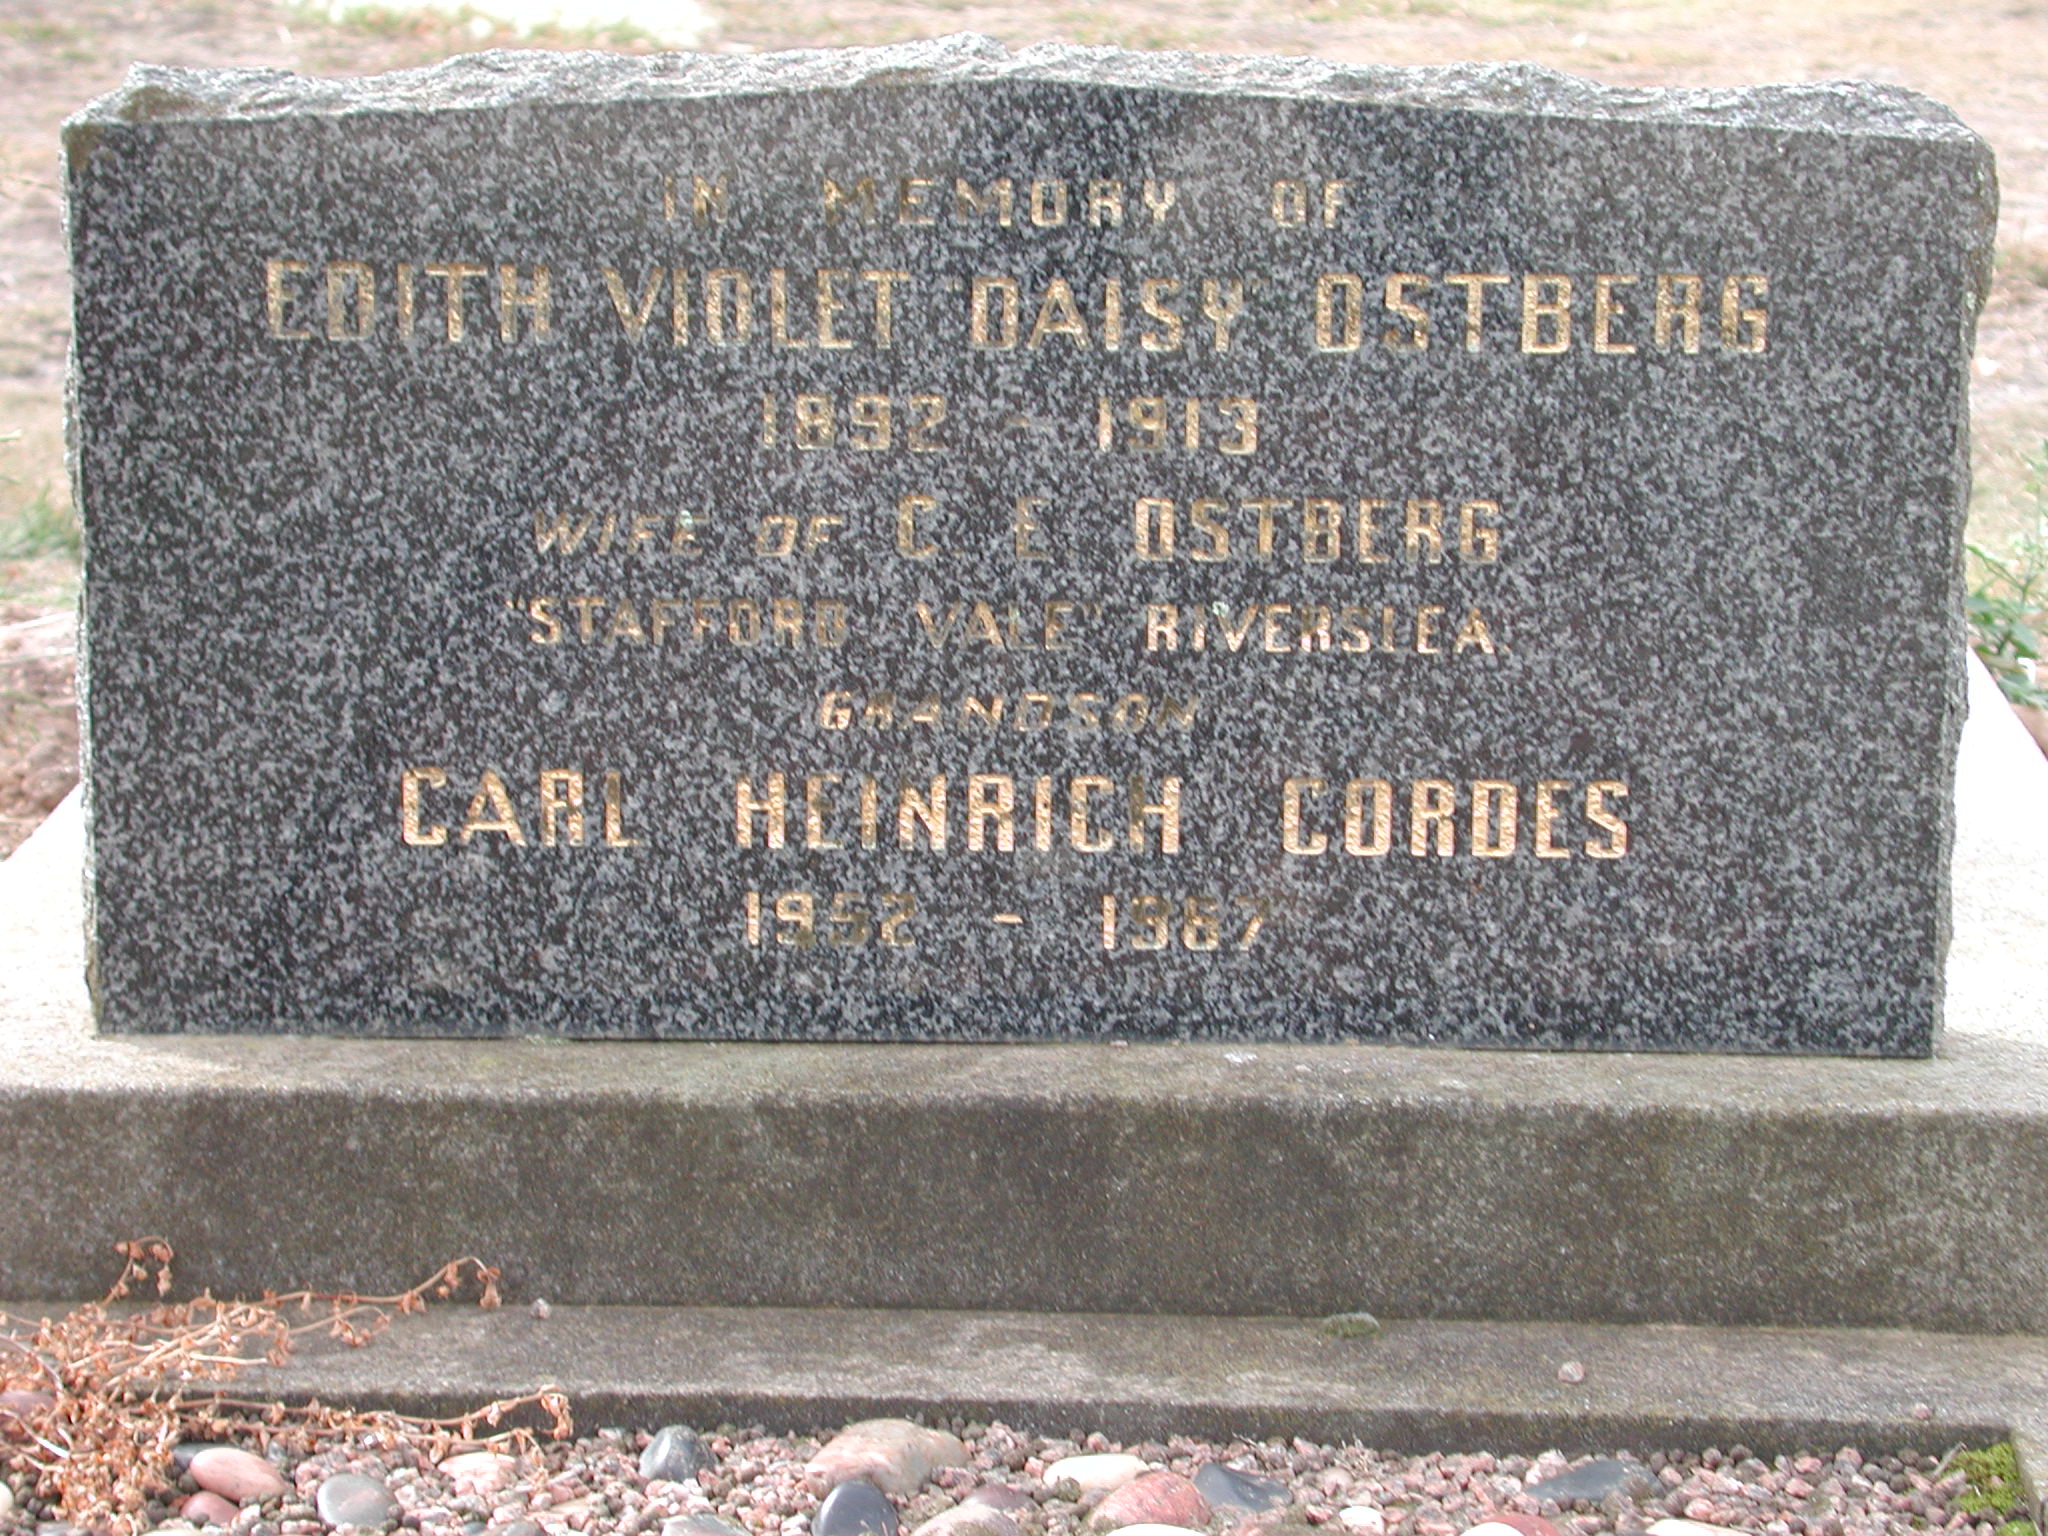 IN MEMORY OF
EDITH VIOLET "DAISY" OSTBERG
1892 - 1913
WIFE OF C. E. OSTBERG
"STAFFORD VALE" RIVERSLEA.
GRANDSON
CARL HEINRICH CORDES
1952 - 1967